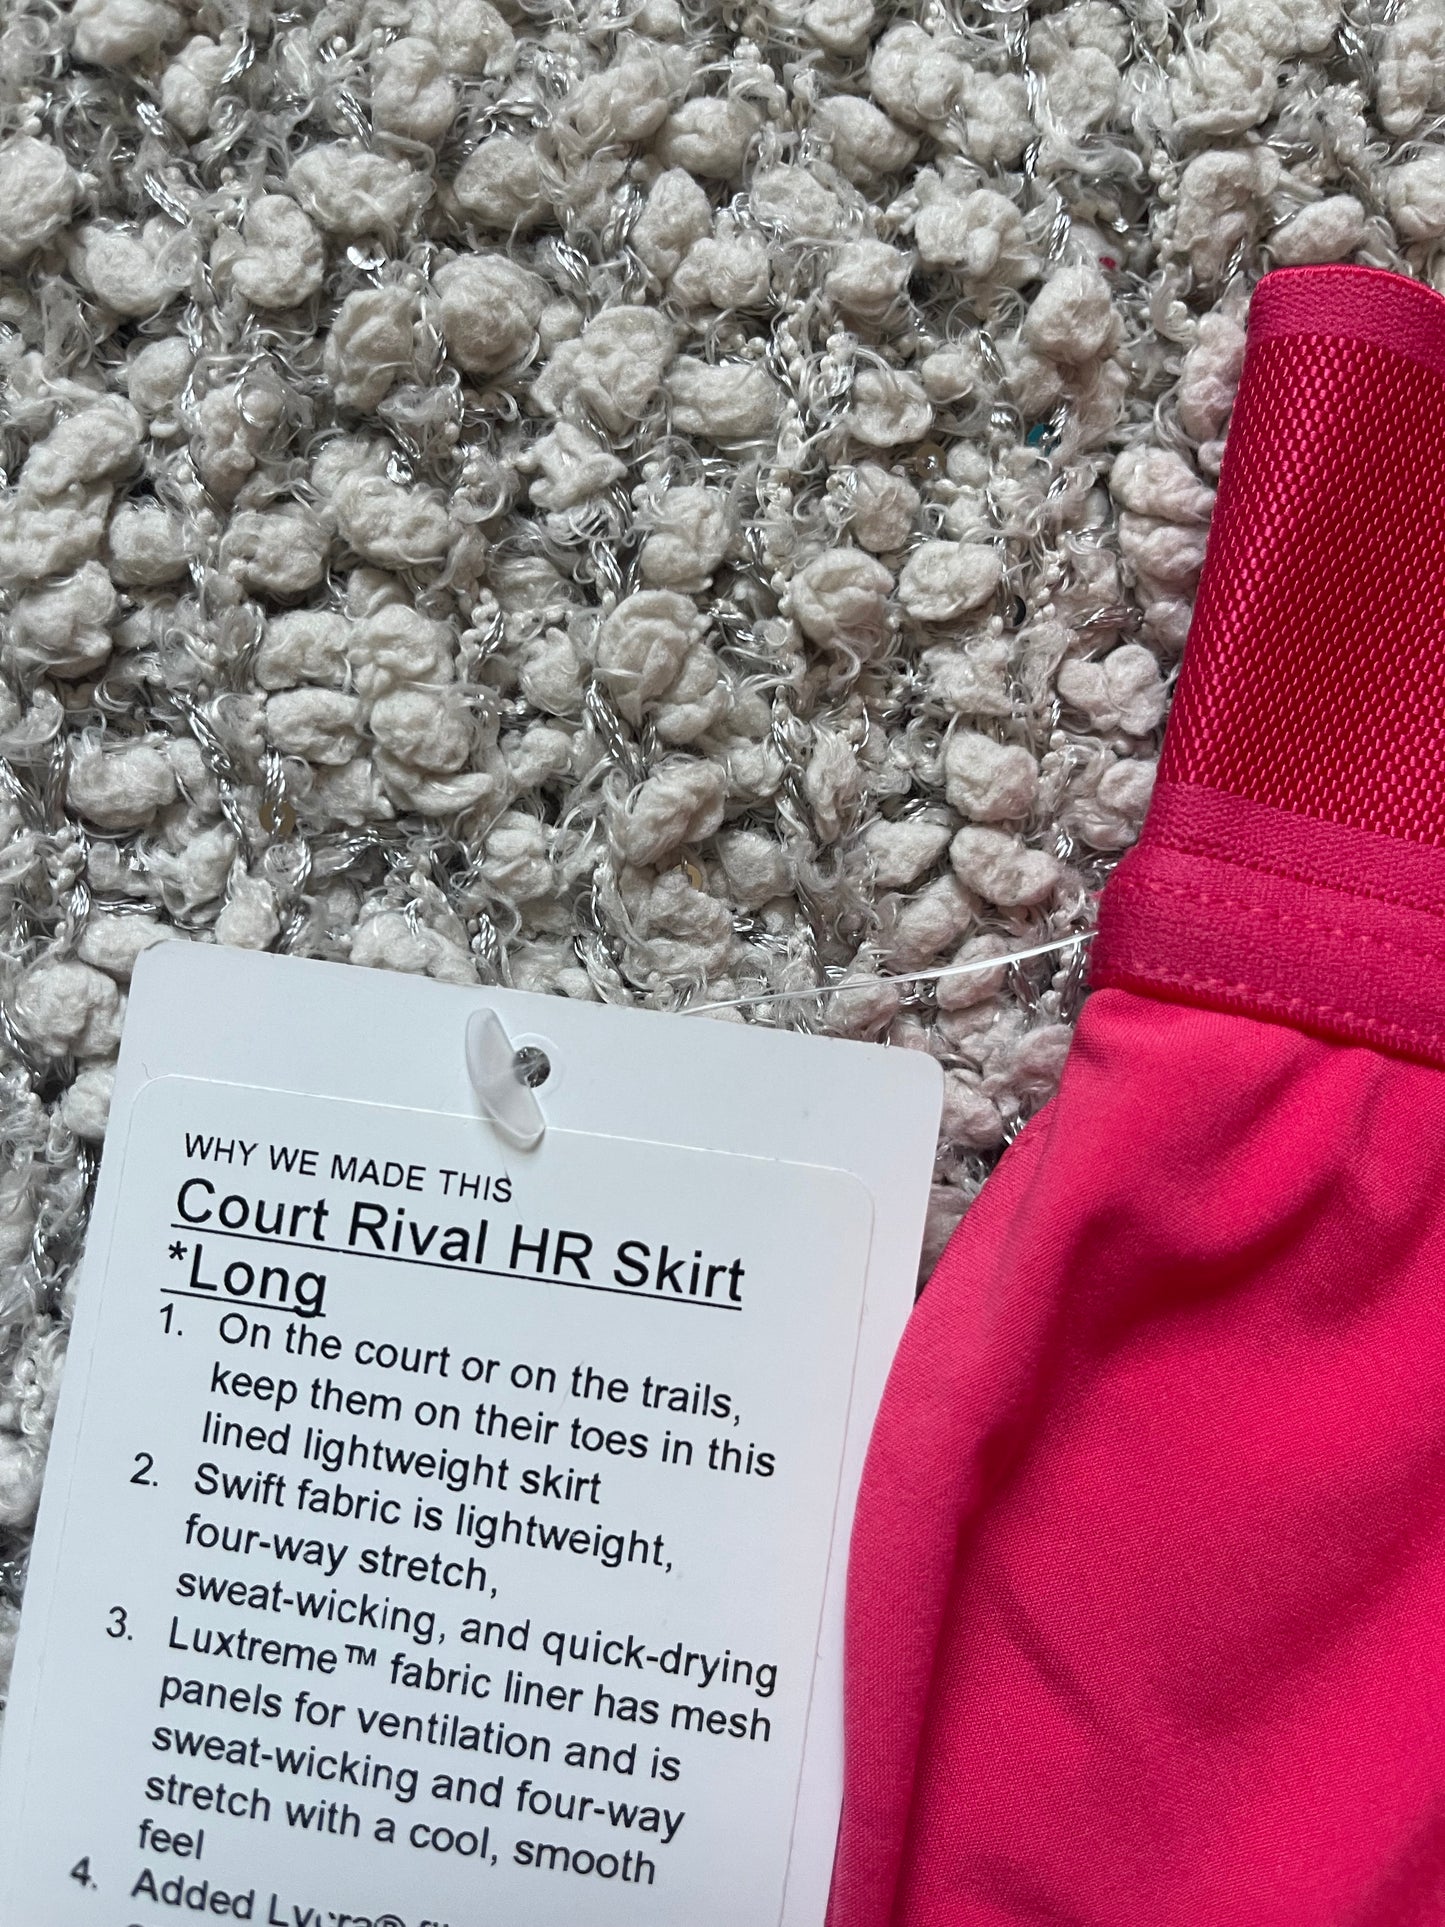 WHY WE MADE THIS
Court Rival HR Skirt
*Long
1. On the court or on the trails,
keep them on their toes in this
lined lightweight skirt
2. Swift fabric is lightweight,
four-way stretch,
sweat-wicking, and quick-drying
3. Luxtreme™ fabric liner has mesh
panels for ventilation and is
sweat-wicking and four-way
stretch with a cool, smooth
feel
4. Added Lycra®